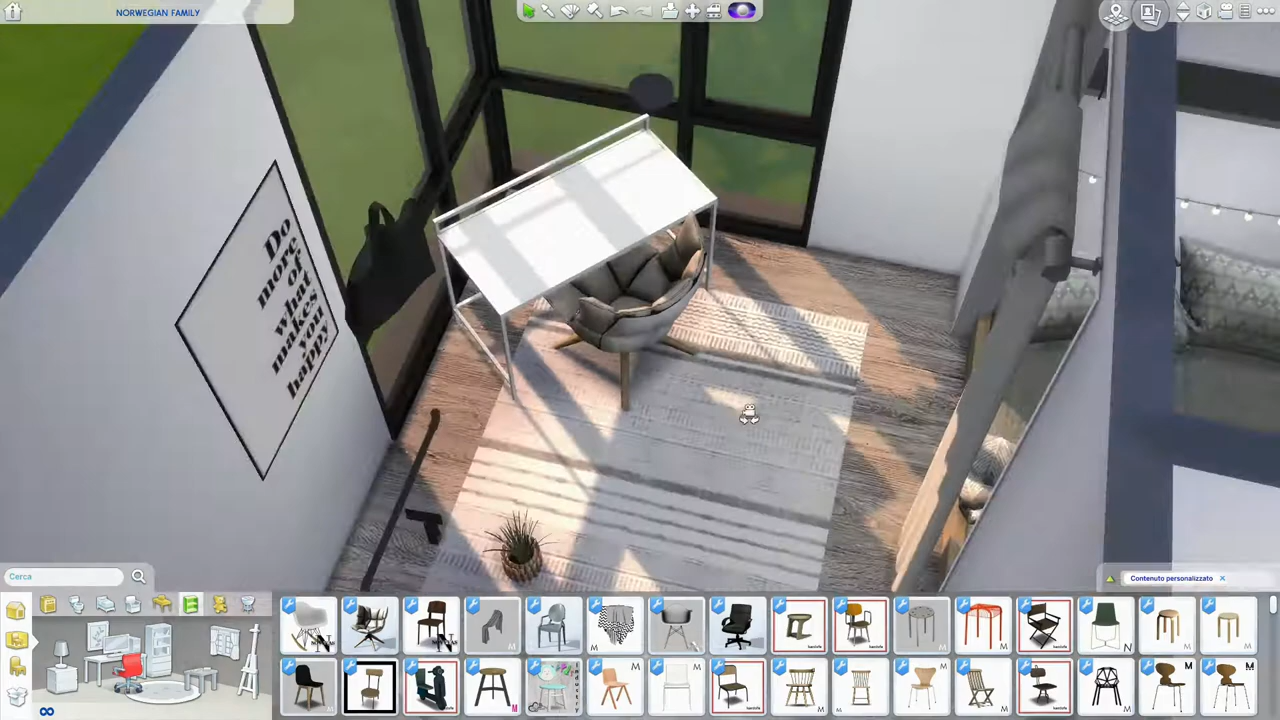 NORWEGIAN FAMILY
Do
more
of
what
makes
you
happy
Cerca
Contenuto personalizzato